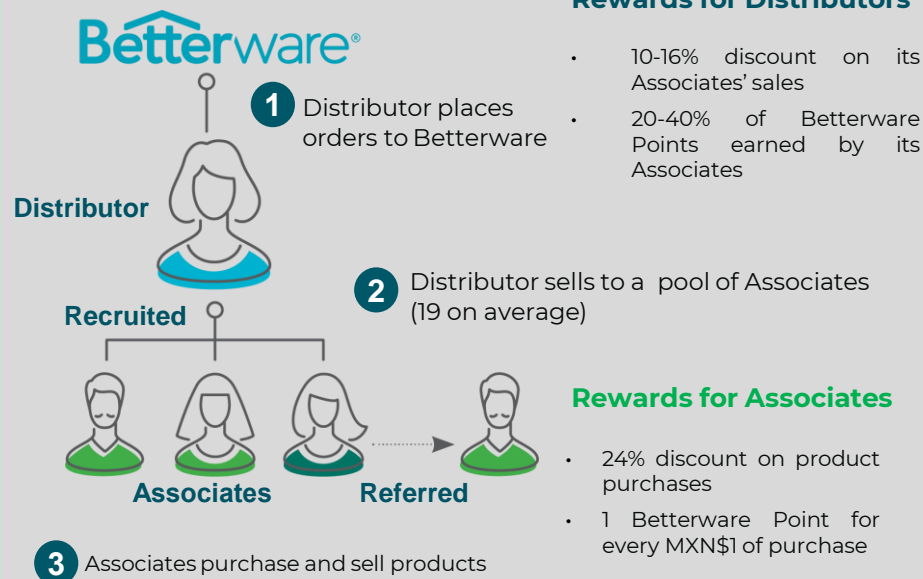 Rewards for Distributors
Betterware®
1 Distributor places
orders to Betterware
• 10-16% discount on its
Associates' sales
• 20-40% of Betterware
Points earned by its
Associates
Distributor
2 Distributor sells to a pool of Associates
(19 on average)
Recruited
Rewards for Associates
• 24% discount on product
purchases
• 1 Betterware Point for
every MXN$1 of purchase
Associates
Referred
3 Associates purchase and sell products